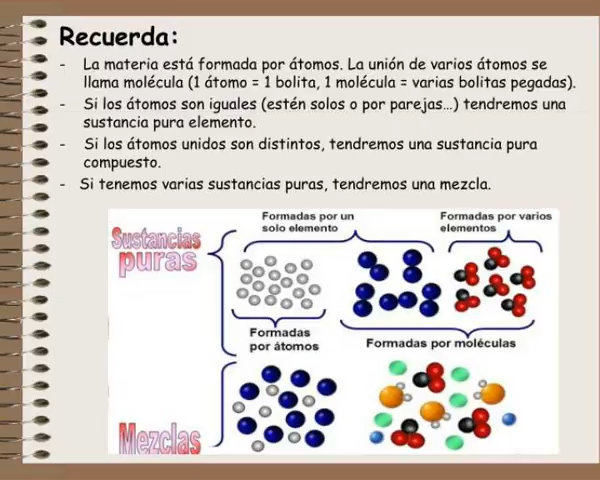 Recuerda:
- La materia está formada por átomos. La unión de varios átomos se
llama molécula (1 átomo = 1 bolita, 1 molécula = varias bolitas pegadas).
- Si los átomos son iguales (estén solos o por parejas…) tendremos una
sustancia pura elemento.
- Si los átomos unidos son distintos, tendremos una sustancia pura
compuesto.
- Si tenemos varias sustancias puras, tendremos una mezcla.
Formadas por un
solo elemento
Formadas por varios
elementos
Sustancias
puras
Formadas
por átomos
Formadas por moléculas
Mezclas